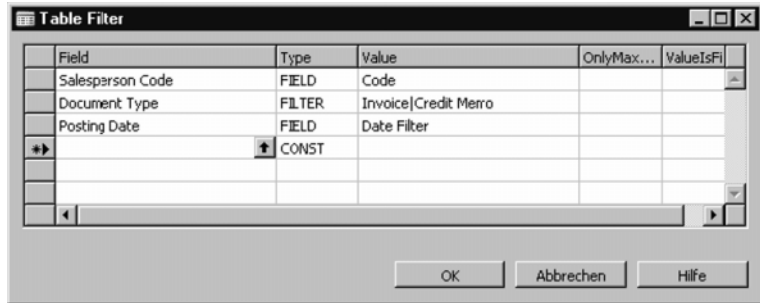 Table Filter
Field Type Value OnlyMax... ValueIsFi
Salesperson Code FIELD Code
Document Type FILTER Invoice|Credit Memo
Posting Date FIELD Date Filter
CONST
OK Abbrechen Hilfe